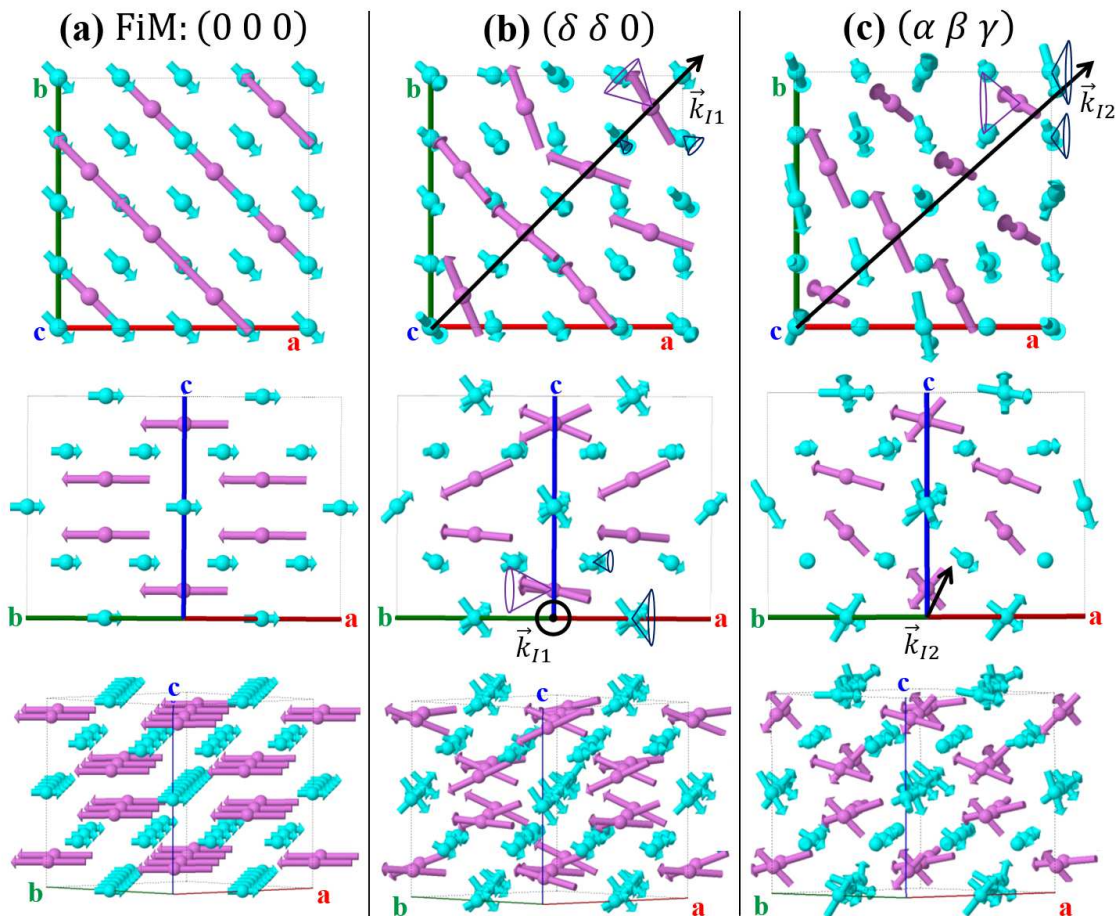 (a) FiM: (0 0 0)
(b) (δ δ 0)
(c) (α β γ)
b
c
a
b
c
a
k⃗_{I1}
b
c
a
k⃗_{I2}
c
b
a
c
b
a
k⃗_{I1}
c
b
a
k⃗_{I2}
c
b
a
c
b
a
c
b
a